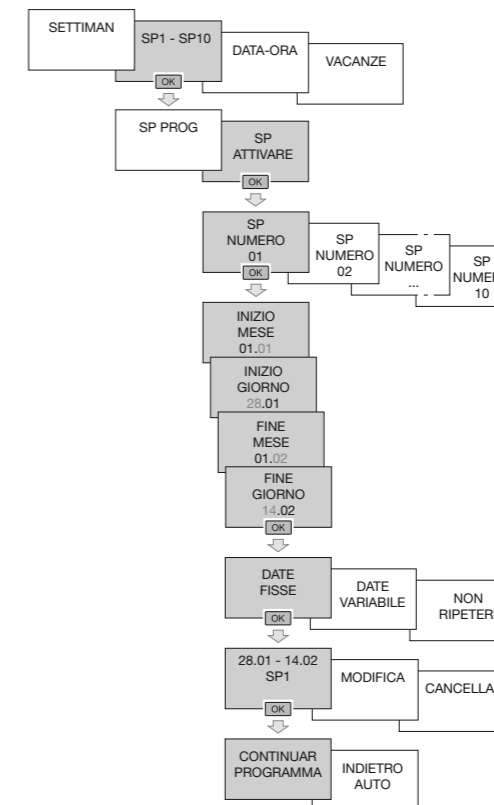 SETTIMAN
SP1 - SP10
DATA-ORA
VACANZE
OK
SP PROG
SP
ATTIVARE
OK
SP
NUMERO
01
SP
NUMERO
02
SP
NUMERO
...
SP
NUME
10
OK
INIZIO
MESE
01.01
INIZIO
GIORNO
28.01
FINE
MESE
01.02
FINE
GIORNO
14.02
OK
DATE
FISSE
DATE
VARIABILE
NON
RIPETER
OK
28.01 - 14.02
SP1
MODIFICA
CANCELLA
OK
CONTINUAR
PROGRAMMA
INDIETRO
AUTO